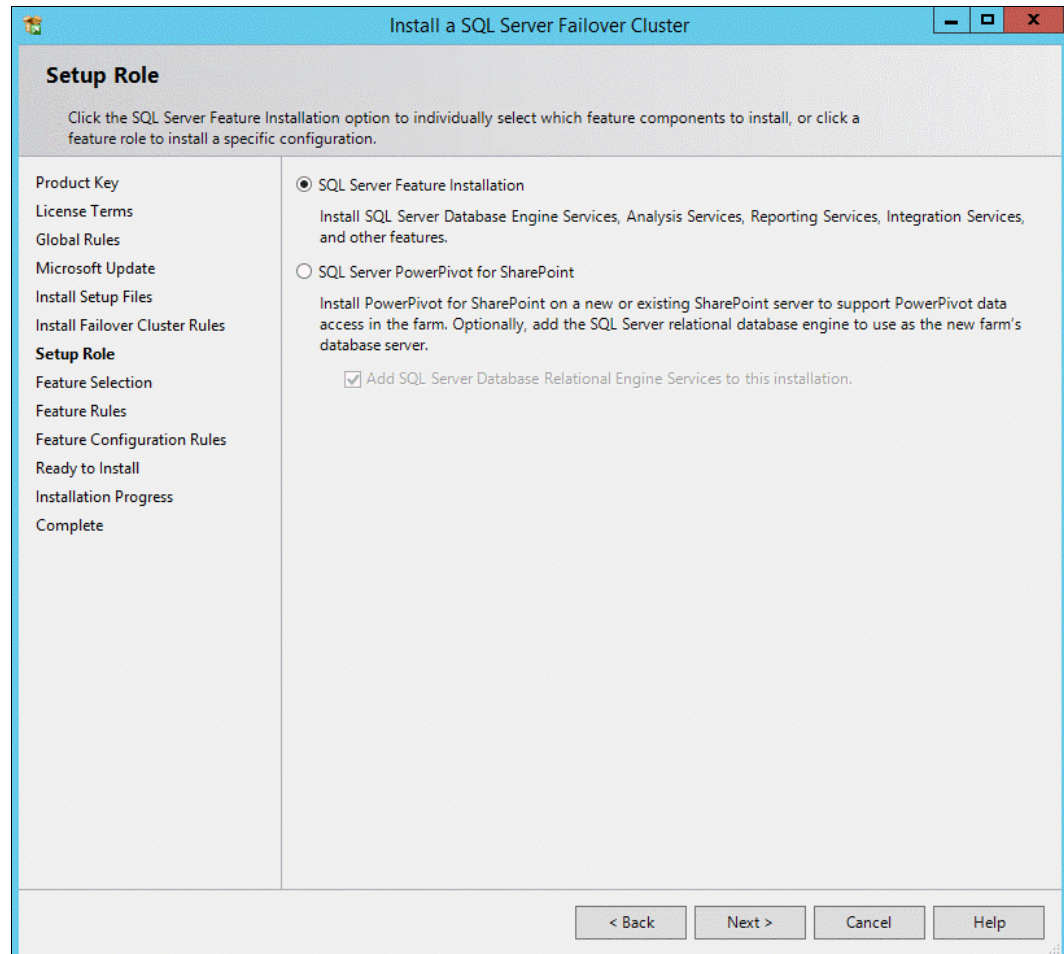 Install a SQL Server Failover Cluster
Setup Role
Click the SQL Server Feature Installation option to individually select which feature components to install, or click a
feature role to install a specific configuration.
Product Key
License Terms
Global Rules
Microsoft Update
Install Setup Files
Install Failover Cluster Rules
Setup Role
Feature Selection
Feature Rules
Feature Configuration Rules
Ready to Install
Installation Progress
Complete
SQL Server Feature Installation
Install SQL Server Database Engine Services, Analysis Services, Reporting Services, Integration Services,
and other features.
SQL Server PowerPivot for SharePoint
Install PowerPivot for SharePoint on a new or existing SharePoint server to support PowerPivot data
access in the farm. Optionally, add the SQL Server relational database engine to use as the new farm's
database server.
Add SQL Server Database Relational Engine Services to this installation.
< Back
Next >
Cancel
Help